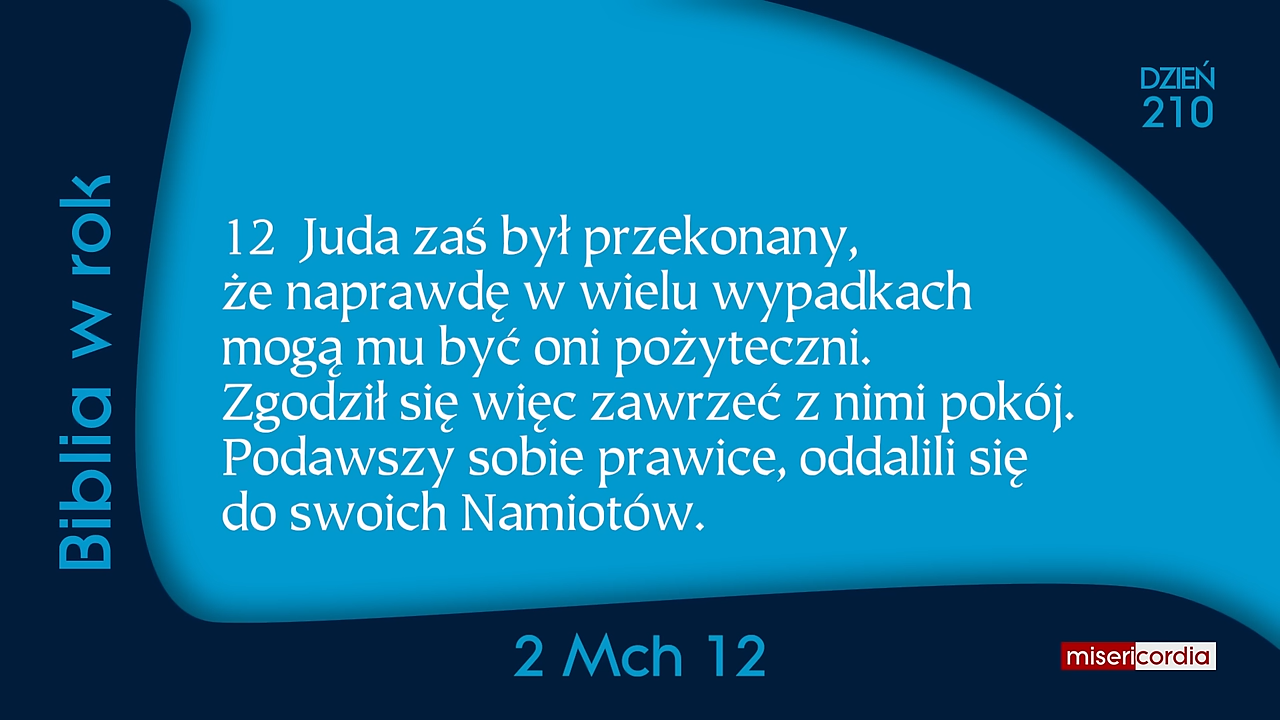 DZIEŃ
210
Biblia w rok
12 Juda zaś był przekonany,
że naprawdę w wielu wypadkach
mogą mu być oni pożyteczni.
Zgodził się więc zawrzeć z nimi pokój.
Podawszy sobie prawice, oddalili się
do swoich Namiotów.
2 Mch 12
misericordia